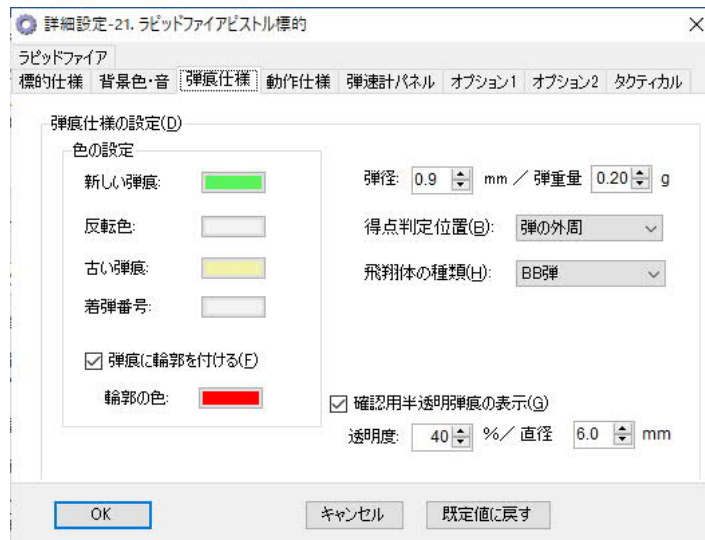 詳細設定-21. ラピッドファイアピストル標的
ラピッドファイア
標的仕様 背景色・音 弾痕仕様 動作仕様 弾速計パネル オプション1 オプション2 タクティカル
弾痕仕様の設定(D)
色の設定
新しい弾痕:
弾径: 0.9 mm / 弾重量 0.20 g
反転色:
得点判定位置(B): 弾の外周
古い弾痕:
飛翔体の種類(H): BB弾
着弾番号:
弾痕に輪郭を付ける(F)
輪郭の色:
確認用半透明弾痕の表示(G)
透明度: 40 %/ 直径 6.0 mm
OK キャンセル 既定値に戻す